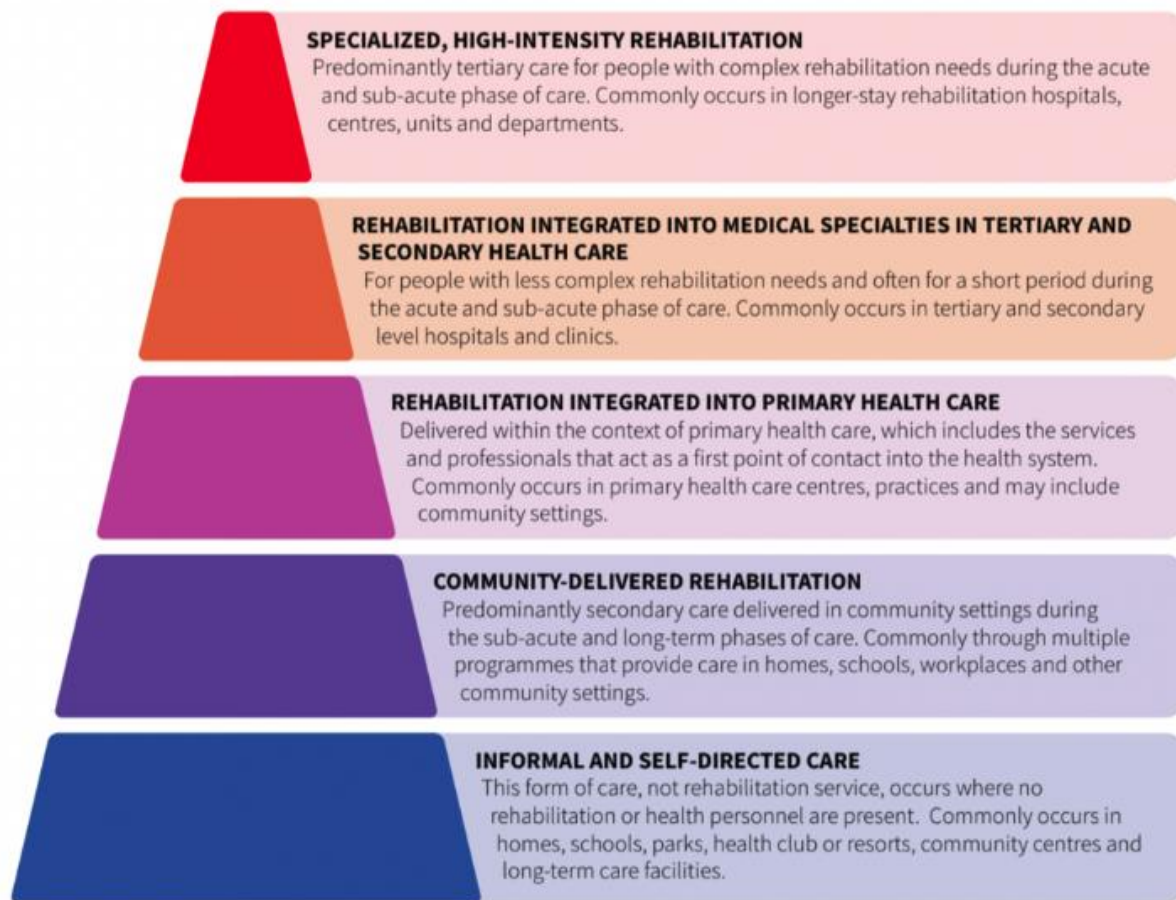 SPECIALIZED, HIGH-INTENSITY REHABILITATION
Predominantly tertiary care for people with complex rehabilitation needs during the acute
and sub-acute phase of care. Commonly occurs in longer-stay rehabilitation hospitals,
centres, units and departments.
REHABILITATION INTEGRATED INTO MEDICAL SPECIALTIES IN TERTIARY AND
SECONDARY HEALTH CARE
For people with less complex rehabilitation needs and often for a short period during
the acute and sub-acute phase of care. Commonly occurs in tertiary and secondary
level hospitals and clinics.
REHABILITATION INTEGRATED INTO PRIMARY HEALTH CARE
Delivered within the context of primary health care, which includes the services
and professionals that act as a first point of contact into the health system.
Commonly occurs in primary health care centres, practices and may include
community settings.
COMMUNITY-DELIVERED REHABILITATION
Predominantly secondary care delivered in community settings during
the sub-acute and long-term phases of care. Commonly through multiple
programmes that provide care in homes, schools, workplaces and other
community settings.
INFORMAL AND SELF-DIRECTED CARE
This form of care, not rehabilitation service, occurs where no
rehabilitation or health personnel are present. Commonly occurs in
homes, schools, parks, health club or resorts, community centres and
long-term care facilities.